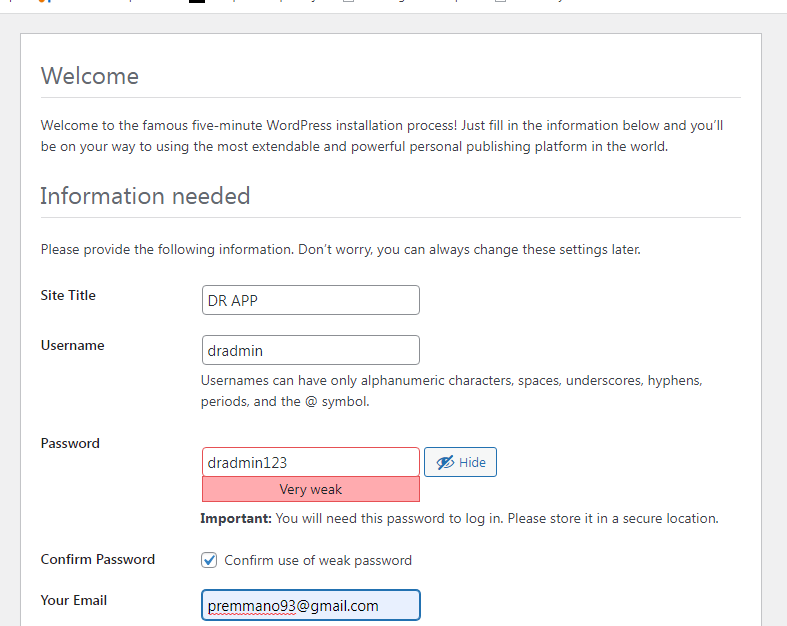 Welcome
Welcome to the famous five-minute WordPress installation process! Just fill in the information below and you’ll
be on your way to using the most extendable and powerful personal publishing platform in the world.
Information needed
Please provide the following information. Don’t worry, you can always change these settings later.
Site Title
DR APP
Username
dradmin
Usernames can have only alphanumeric characters, spaces, underscores, hyphens,
periods, and the @ symbol.
Password
dradmin123
Hide
Very weak
Important: You will need this password to log in. Please store it in a secure location.
Confirm Password
Confirm use of weak password
Your Email
premmano93@gmail.com